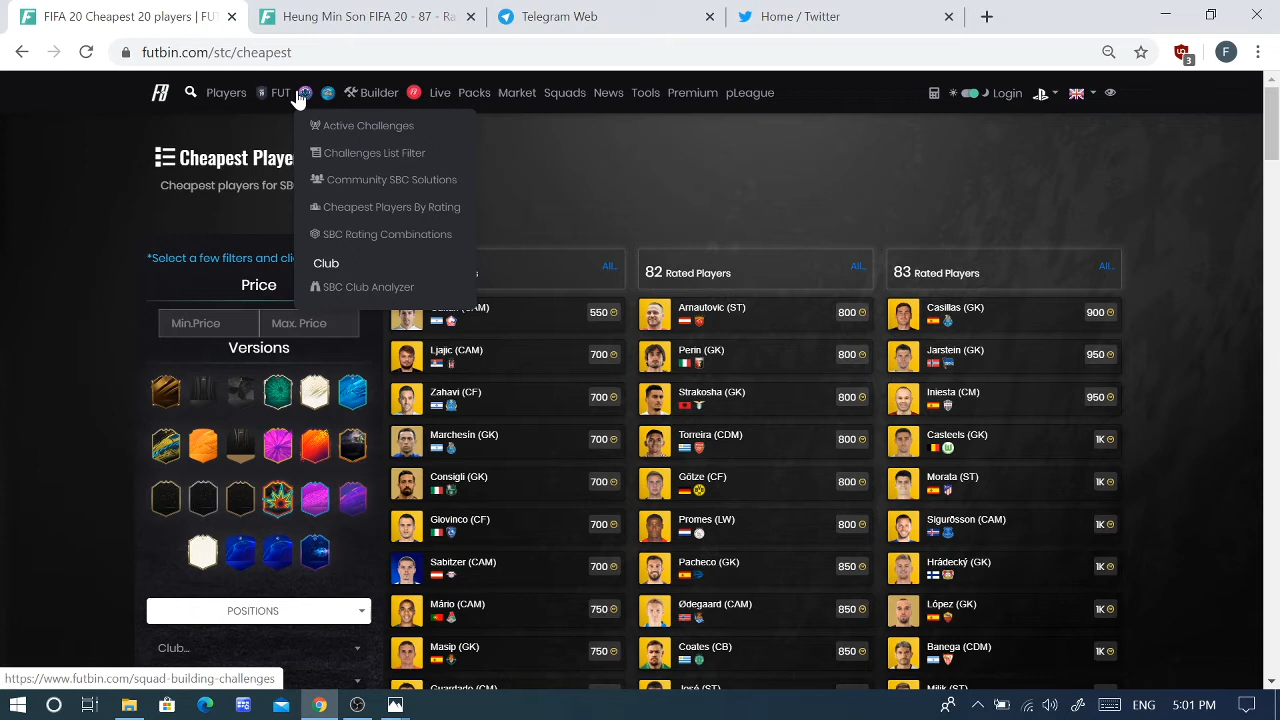 FIFA 20 Cheapest 20 players | FUT
Heung Min Son FIFA 20 - 87 - Ra
Telegram Web
Home / Twitter
futbin.com/stc/cheapest
3
F
Players FUT Builder Live Packs Market Squads News Tools Premium pLeague Login
Active Challenges
Challenges List Filter
Community SBC Solutions
Cheapest Players By Rating
SBC Rating Combinations
Club
SBC Club Analyzer
Cheapest Playe
Cheapest players for SB
*Select a few filters and cli
Price
Min.Price
Max. Price
Versions
POSITIONS
Club...
All...
(CAM)
550
Ljajic (CAM)
700
Zahavi (CF)
700
Marchesín (GK)
700
Consigli (GK)
700
Giovinco (CF)
700
Sabitzer (CAM)
700
Mário (CAM)
750
Masip (GK)
750
Guardado (CM)
82 Rated Players
All...
Arnautovic (ST)
800
Perin (GK)
800
Strakosha (GK)
800
Torreira (CDM)
800
Götze (CF)
800
Promes (LW)
800
Pacheco (GK)
850
Ødegaard (CAM)
850
Coates (CB)
850
José (ST)
83 Rated Players
All...
Casillas (GK)
900
Jarstein (GK)
950
Iniesta (CM)
950
Casteels (GK)
1K
Morata (ST)
1K
Sigurðsson (CAM)
1K
Hrádecký (GK)
1K
López (GK)
1K
Banega (CDM)
1K
Milik (ST)
https://www.futbin.com/squad-building-challenges
ENG
5:01 PM